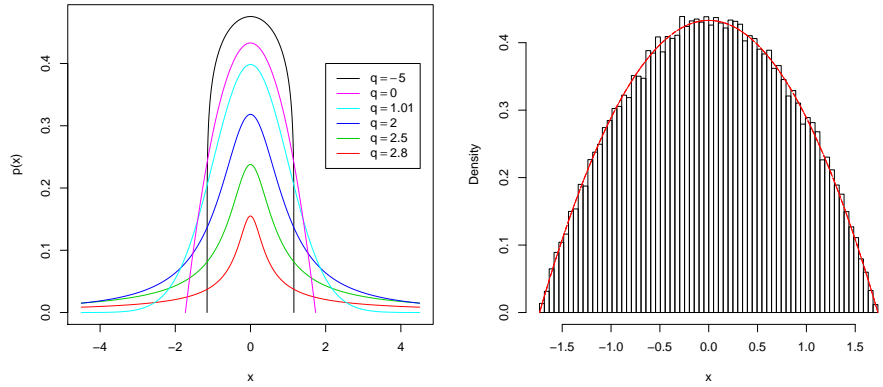 p(x)
0.4
0.3
0.2
0.1
0.0
−4
−2
0
2
4
x
q = −5
q = 0
q = 1.01
q = 2
q = 2.5
q = 2.8
Density
0.4
0.3
0.2
0.1
0.0
−1.5
−1.0
−0.5
0.0
0.5
1.0
1.5
x